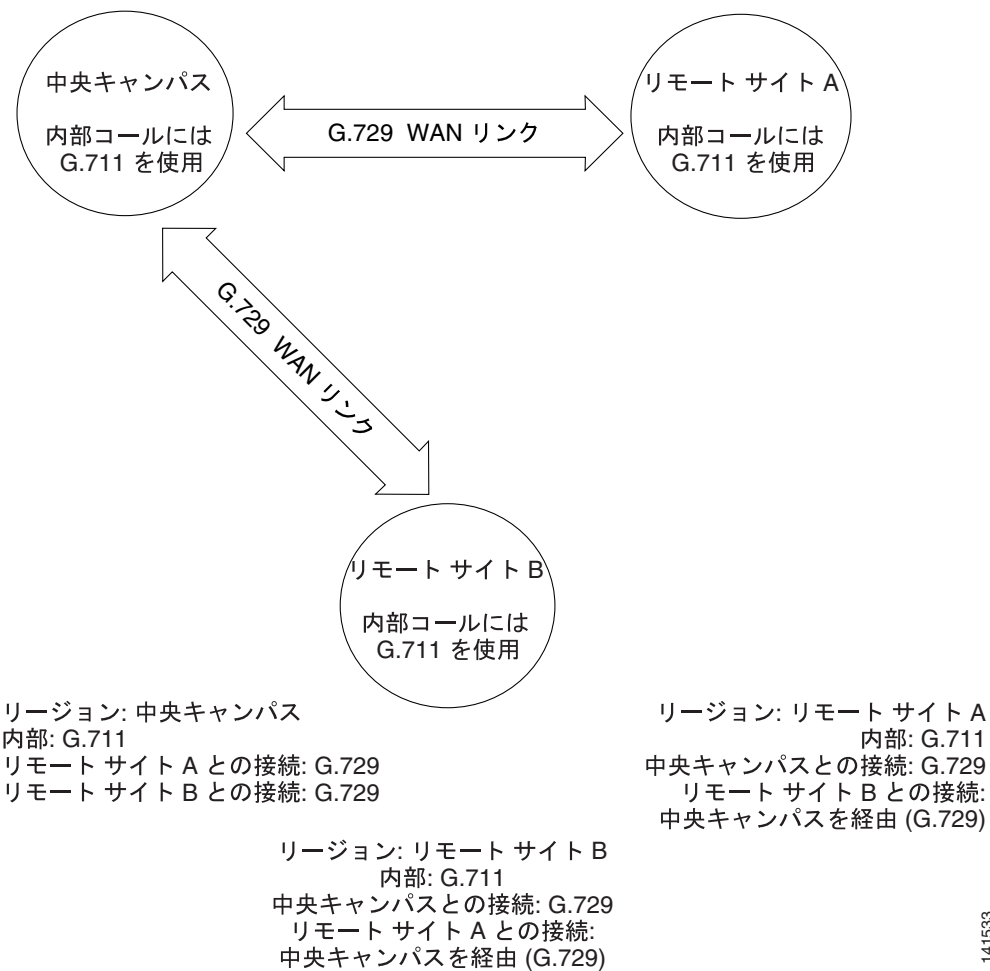 中央キャンパス
内部コールには
G.711 を使用
G.729 WAN リンク
リモート サイト A
内部コールには
G.711 を使用
G.729 WAN リンク
リモート サイト B
内部コールには
G.711 を使用
リージョン: 中央キャンパス
内部: G.711
リモート サイト A との接続: G.729
リモート サイト B との接続: G.729
リージョン: リモート サイト A
内部: G.711
中央キャンパスとの接続: G.729
リモート サイト B との接続:
中央キャンパスを経由 (G.729)
リージョン: リモート サイト B
内部: G.711
中央キャンパスとの接続: G.729
リモート サイト A との接続:
中央キャンパスを経由 (G.729)
141533